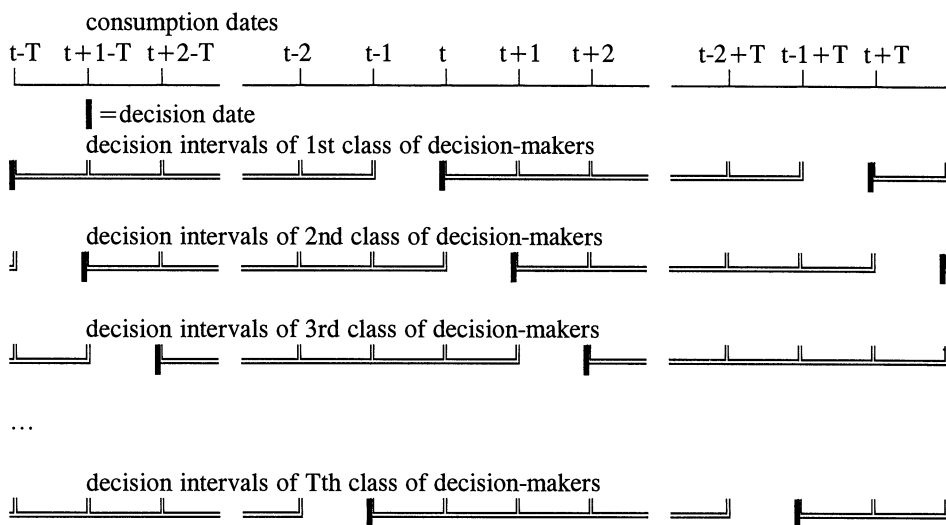 consumption dates
t-T t+1-T t+2-T t-2 t-1 t t+1 t+2 t-2+T t-1+T t+T
=decision date
decision intervals of 1st class of decision-makers
decision intervals of 2nd class of decision-makers
decision intervals of 3rd class of decision-makers
...
decision intervals of Tth class of decision-makers